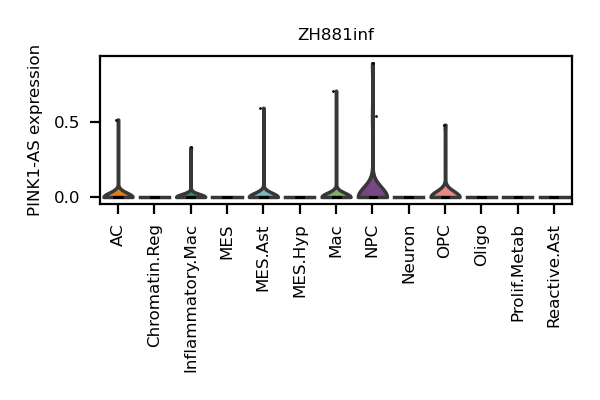 ZH881inf
PINK1-AS expression
0.5
0.0
AC
Chromatin.Reg
Inflammatory.Mac
MES
MES.Ast
MES.Hyp
Mac
NPC
Neuron
OPC
Oligo
Prolif.Metab
Reactive.Ast